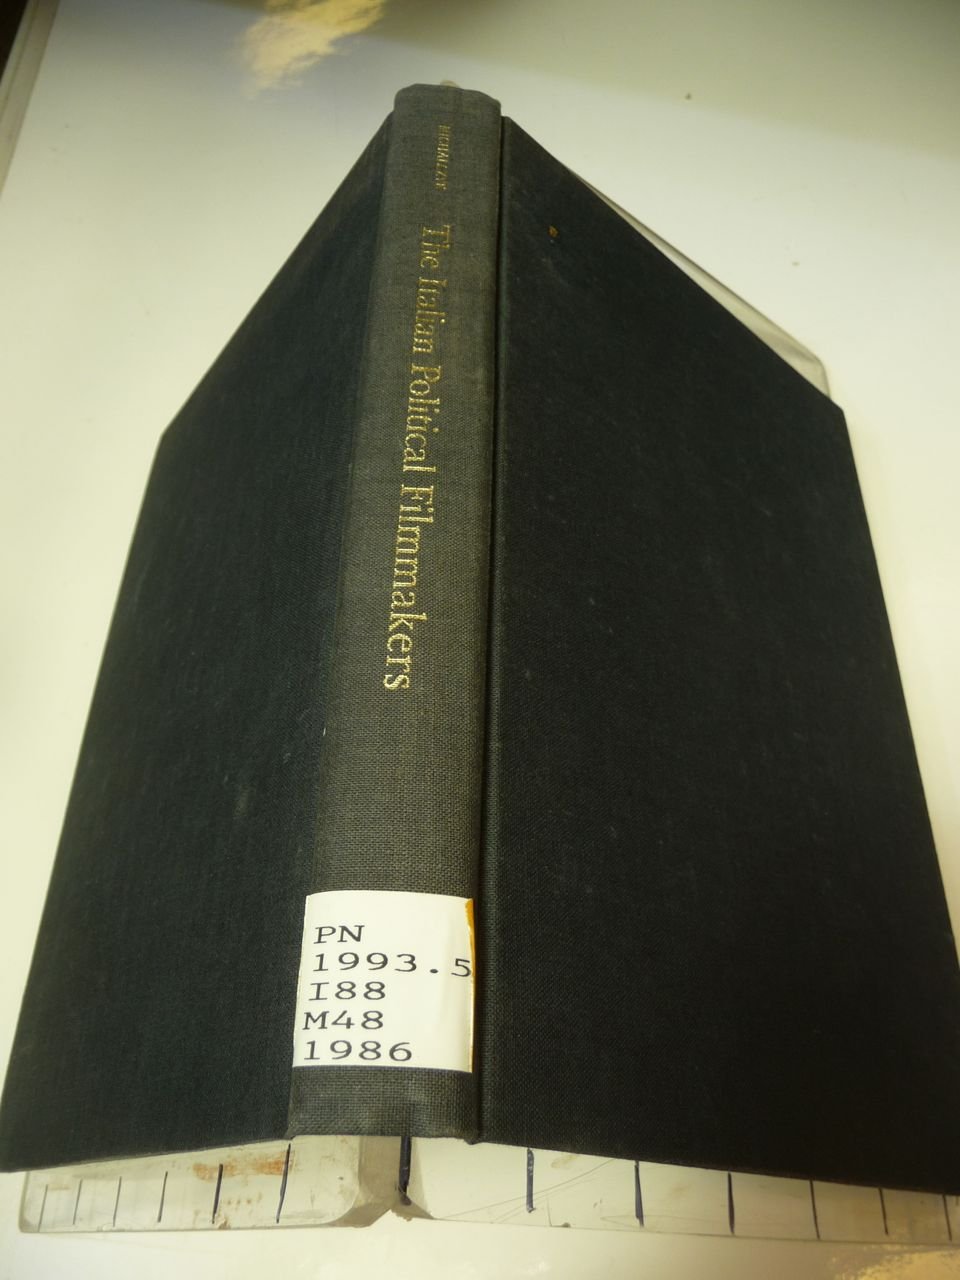 MICHALCZYK
The Italian Political Filmmakers
PN
1993.5
I88
M48
1986